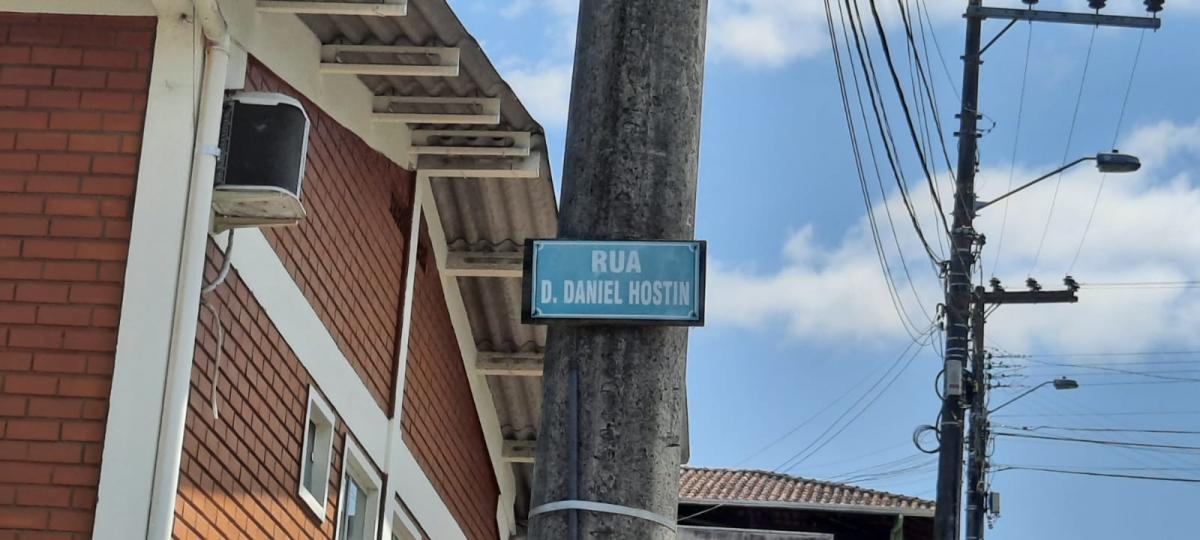 RUA
D. DANIEL HOSTIN